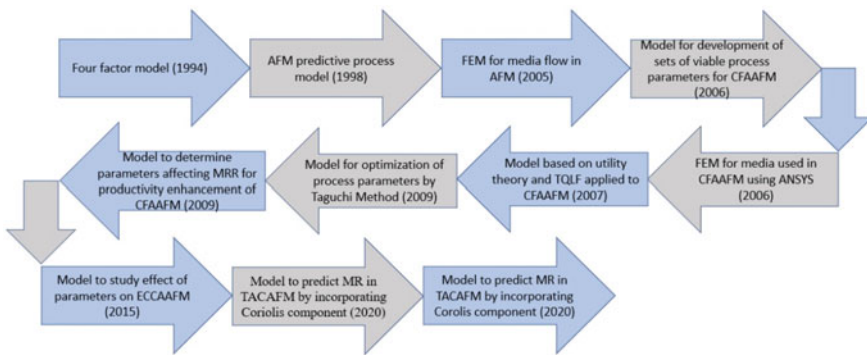 Four factor model (1994)
AFM predictive process
model (1998)
FEM for media flow in
AFM (2005)
Model for development of
sets of viable process
parameters for CFAAFM
(2006)
FEM for media used in
CFAAFM using ANSYS
(2006)
Model based on utility
theory and TQLF applied to
CFAAFM (2007)
Model for optimization of
process parameters by
Taguchi Method (2009)
Model to determine
parameters affecting MRR for
productivity enhancement of
CFAAFM (2009)
Model to study effect of
parameters on ECCAAFM
(2015)
Model to predict MR in
TACAFM by incorporating
Coriolis component (2020)
Model to predict MR in
TACAFM by incorporating
Corolis component (2020)